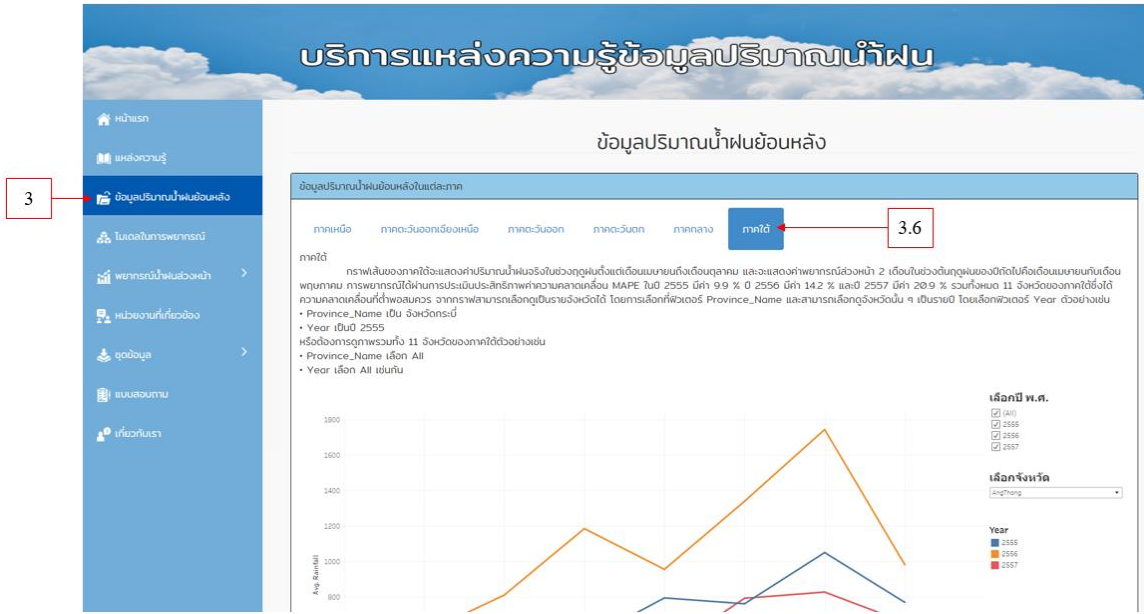 บริการแหล่งความรู้ข้อมูลปริมาณน้ำฝน
หน้าแรก
แหล่งความรู้
3
ข้อมูลปริมาณน้ำฝนย้อนหลัง
โมเดลในการพยากรณ์
พยากรณ์น้ำฝนล่วงหน้า
หน่วยงานที่เกี่ยวข้อง
ชุดข้อมูล
แบบสอบถาม
เกี่ยวกับเรา
ข้อมูลปริมาณน้ำฝนย้อนหลัง
ข้อมูลปริมาณน้ำฝนย้อนหลังในแต่ละภาค
ภาคเหนือ ภาคตะวันออกเฉียงเหนือ ภาคตะวันออก ภาคตะวันตก ภาคกลาง ภาคใต้ 3.6
ภาคใต้
กราฟเส้นของภาคใต้จะแสดงค่าปริมาณน้ำฝนจริงในช่วงฤดูฝนตั้งแต่เดือนเมษายนถึงเดือนตุลาคม และจะแสดงค่าพยากรณ์ล่วงหน้า 2 เดือนในช่วงต้นฤดูฝนของปีถัดไปคือเดือนเมษายนกับเดือน
พฤษภาคม การพยากรณ์ได้ผ่านการประเมินประสิทธิภาพค่าความคลาดเคลื่อน MAPE ในปี 2555 มีค่า 9.9 % ปี 2556 มีค่า 14.2 % และปี 2557 มีค่า 20.9 % รวมทั้งหมด 11 จังหวัดของภาคใต้ซึ่งได้
ความคลาดเคลื่อนที่ต่ำพอสมควร จากกราฟสามารถเลือกดูเป็นรายจังหวัดได้ โดยการเลือกที่ฟิวเตอร์ Province_Name และสามารถเลือกดูจังหวัดนั้น ๆ เป็นรายปี โดยเลือกฟิวเตอร์ Year ตัวอย่างเช่น
• Province_Name เป็น จังหวัดกระบี่
• Year เป็นปี 2555
หรือต้องการดูภาพรวมทั้ง 11 จังหวัดของภาคใต้ตัวอย่างเช่น
• Province_Name เลือก All
• Year เลือก All เช่นกัน
เลือกปี พ.ศ.
(All)
2555
2556
2557
เลือกจังหวัด
AngThong
Year
2555
2556
2557
1800
1600
1400
1200
1000
800
Avg. Rainfall